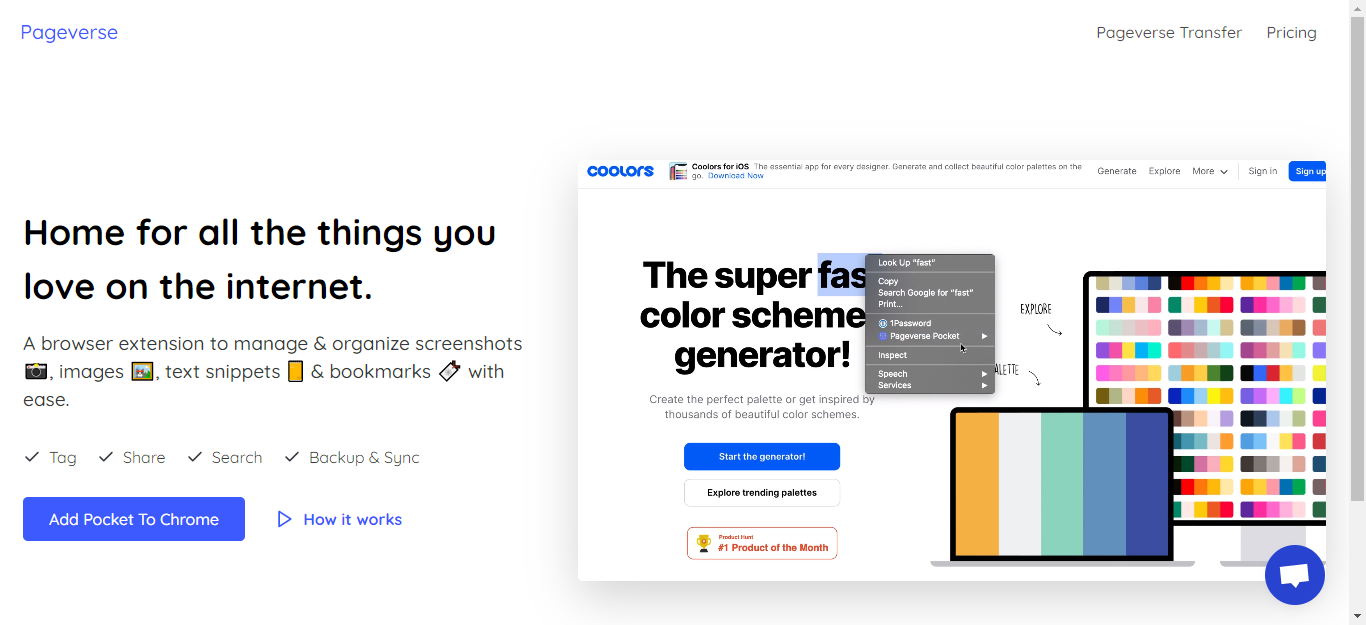 Pageverse
Pageverse Transfer
Pricing
Home for all the things you
love on the internet.
A browser extension to manage & organize screenshots
📸, images 🖼️, text snippets 📒 & bookmarks 🔖 with
ease.
Tag
Share
Search
Backup & Sync
Add Pocket To Chrome
How it works
coolors
Coolors for iOS The essential app for every designer. Generate and collect beautiful color palettes on the
go. Download Now
Generate
Explore
More
Sign in
Sign up
The super fas
color scheme
generator!
Look Up "fast"
Copy
Search Google for "fast"
Print...
1Password
Pageverse Pocket
Inspect
Speech
Services
EXPLORE
ALETTE
Create the perfect palette or get inspired by
thousands of beautiful color schemes.
Start the generator!
Explore trending palettes
Product Hunt
#1 Product of the Month